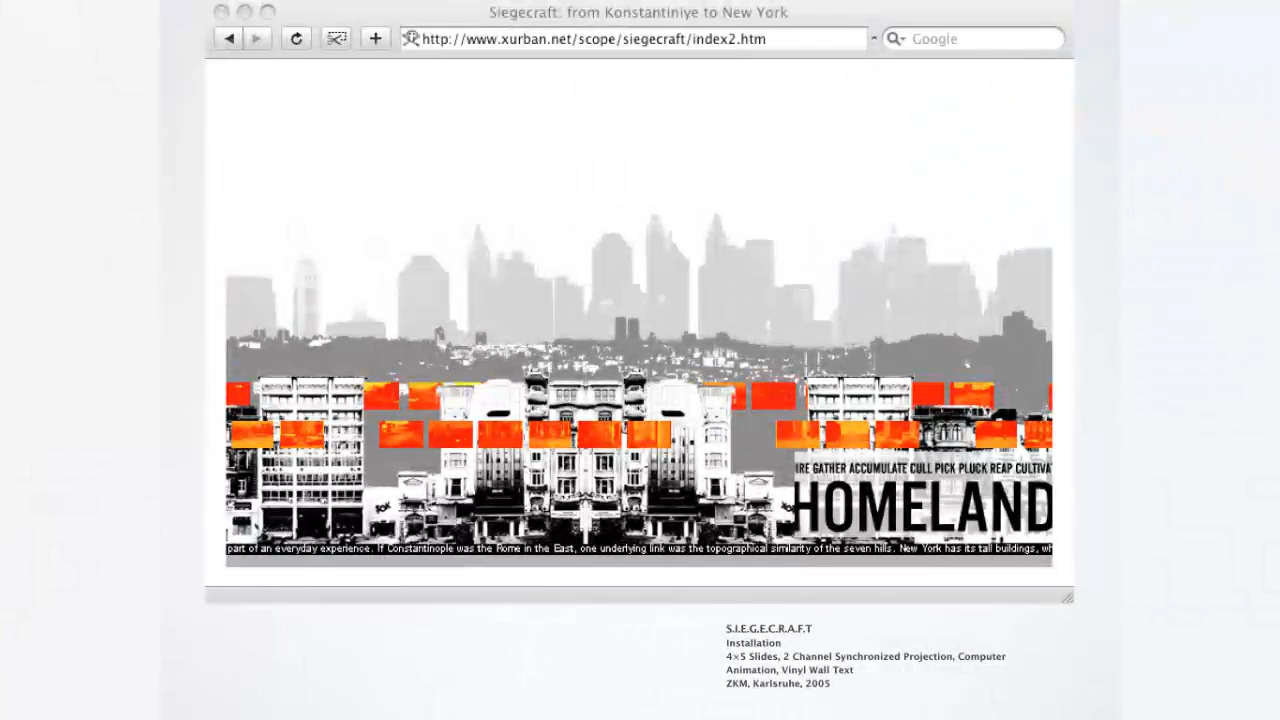 Siegecraft: from Konstantiniye to New York
http://www.xurban.net/scope/siegecraft/index2.htm
Google
IRE GATHER ACCUMULATE CULL PICK PLUCK REAP CULTIVA
HOMELAND
part of an everyday experience. If Constantinople was the Rome in the East, one underlying link was the topographical similarity of the seven hills. New York has its tall buildings, wh
S.I.E.G.E.C.R.A.F.T
Installation
4×5 Slides, 2 Channel Synchronized Projection, Computer
Animation, Vinyl Wall Text
ZKM, Karlsruhe, 2005